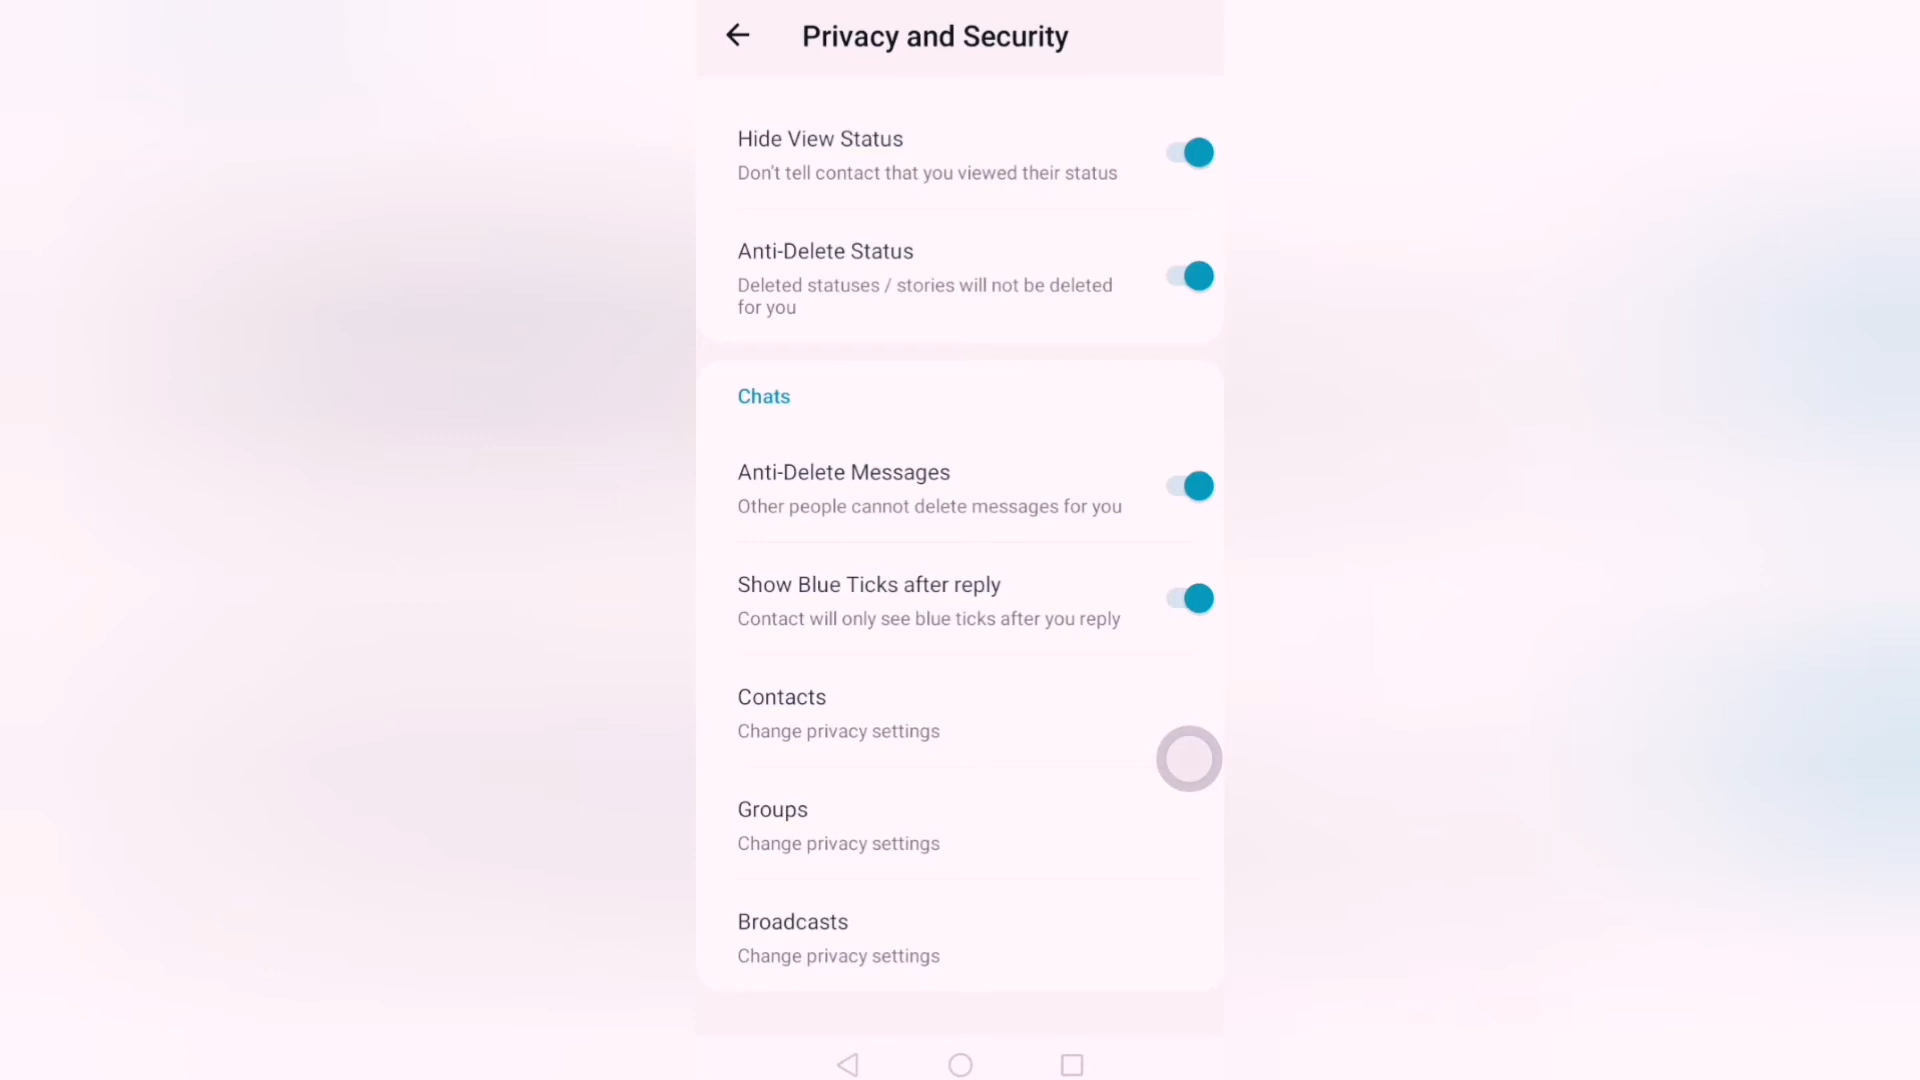 Privacy and Security
Hide View Status
Don't tell contact that you viewed their status
Anti-Delete Status
Deleted statuses / stories will not be deleted
for you
Chats
Anti-Delete Messages
Other people cannot delete messages for you
Show Blue Ticks after reply
Contact will only see blue ticks after you reply
Contacts
Change privacy settings
Groups
Change privacy settings
Broadcasts
Change privacy settings